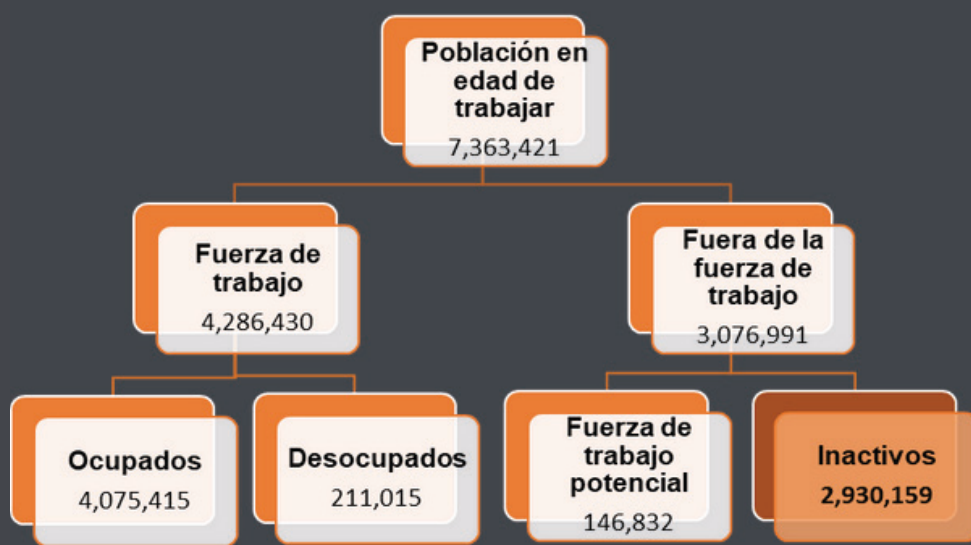 Población en
edad de
trabajar
7,363,421
Fuerza de
trabajo
4,286,430
Fuera de la
fuerza de
trabajo
3,076,991
Ocupados
4,075,415
Desocupados
211,015
Fuerza de
trabajo
potencial
146,832
Inactivos
2,930,159